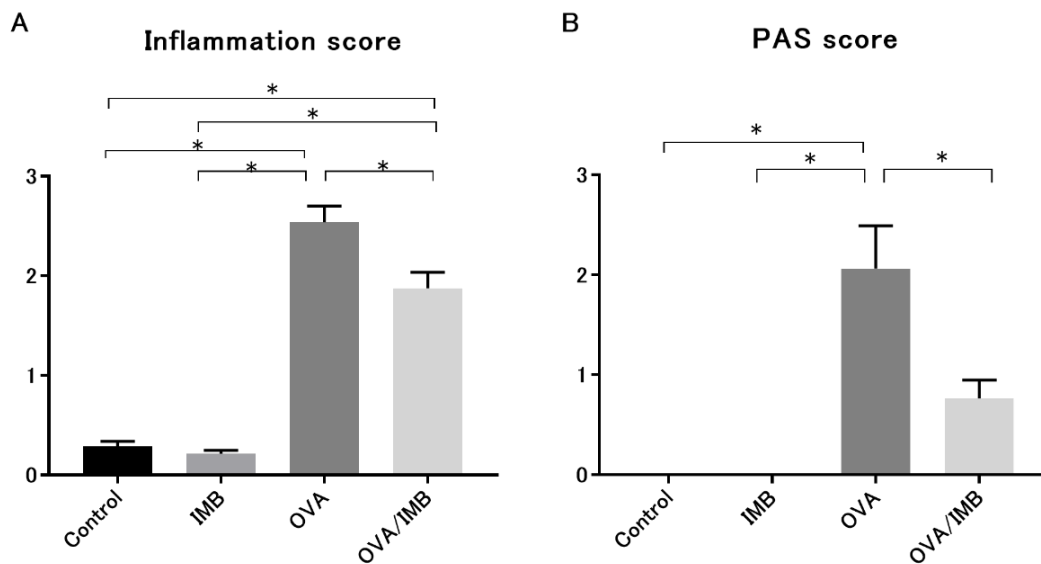 A
Inflammation score
*
*
*
*
*
3
2
1
0
Control
IMB
OVA
OVA/IMB
B
PAS score
*
*
*
3
2
1
0
Control
IMB
OVA
OVA/IMB